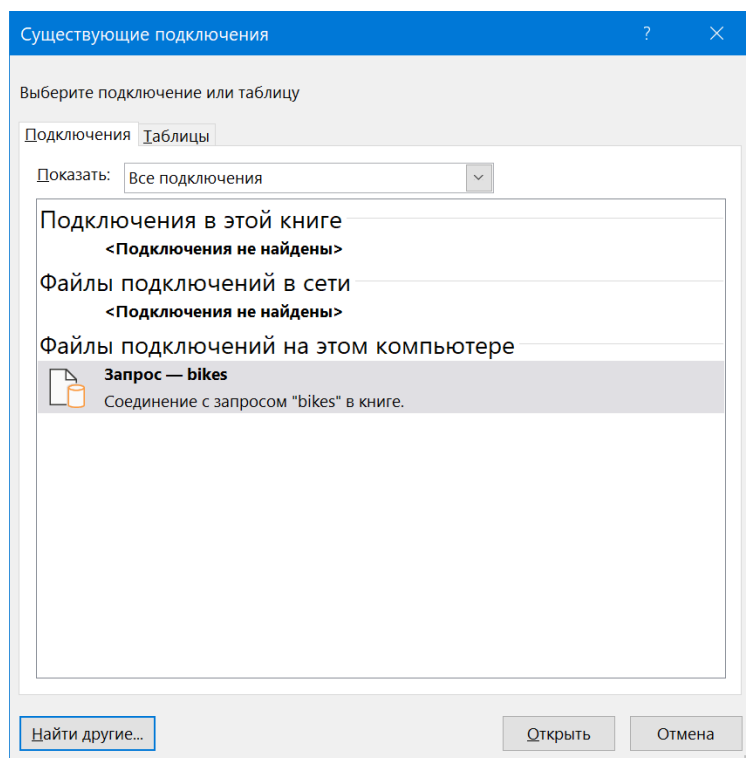 Существующие подключения ?
Выберите подключение или таблицу
Подключения Таблицы
Показать: Все подключения
Подключения в этой книге
<Подключения не найдены>
Файлы подключений в сети
<Подключения не найдены>
Файлы подключений на этом компьютере
Запрос — bikes
Соединение с запросом "bikes" в книге.
Найти другие... Открыть Отмена